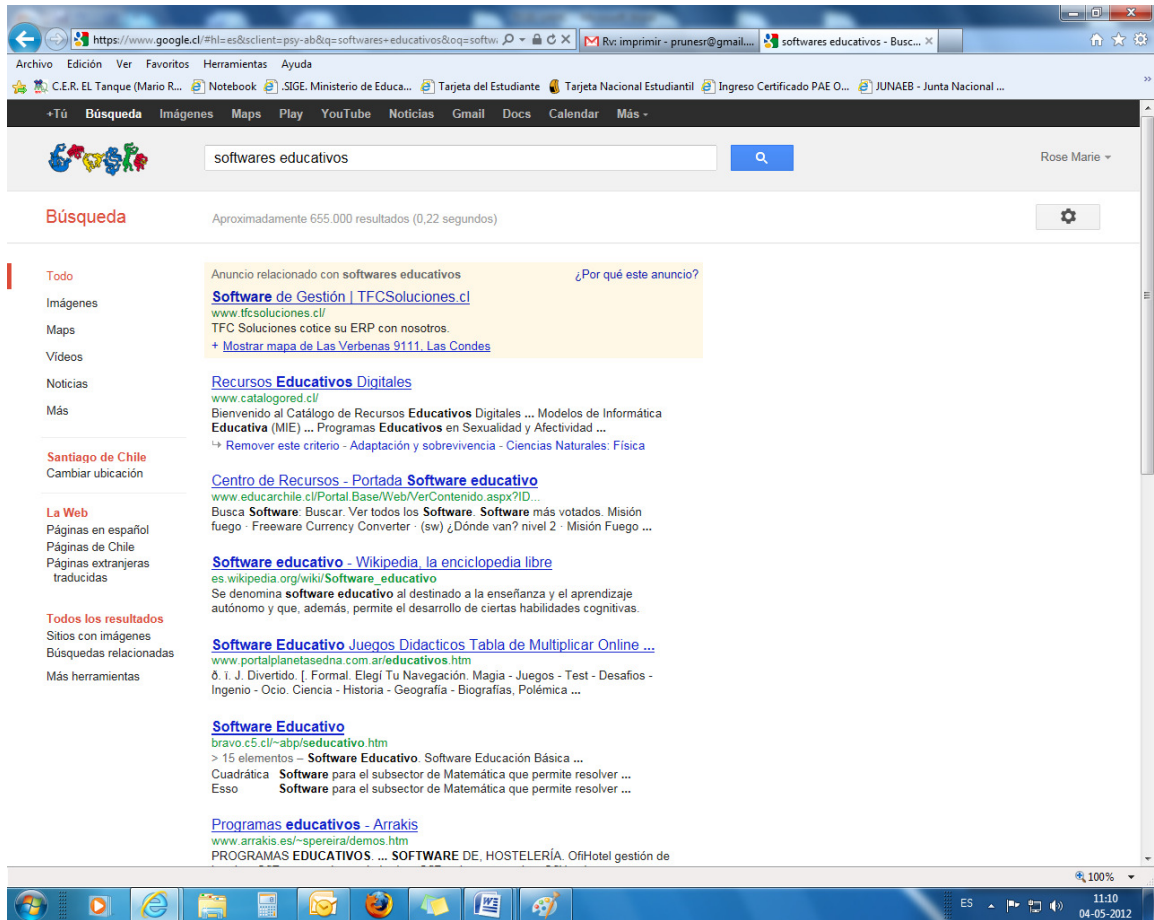 https://www.google.cl/#hl=es&sclient=psy-ab&q=softwares+educativos&oq=softw
Rv: imprimir - prunesr@gmail....
softwares educativos - Busc...
Archivo Edición Ver Favoritos Herramientas Ayuda
C.E.R. EL Tanque (Mario R... Notebook .SIGE. Ministerio de Educa... Tarjeta del Estudiante Tarjeta Nacional Estudiantil Ingreso Certificado PAE O... JUNAEB - Junta Nacional ...
+Tú Búsqueda Imágenes Maps Play YouTube Noticias Gmail Docs Calendar Más
softwares educativos
Rose Marie
Búsqueda
Aproximadamente 655.000 resultados (0,22 segundos)
Todo
Imágenes
Maps
Vídeos
Noticias
Más
Santiago de Chile
Cambiar ubicación
La Web
Páginas en español
Páginas de Chile
Páginas extranjeras
traducidas
Todos los resultados
Sitios con imágenes
Búsquedas relacionadas
Más herramientas
Anuncio relacionado con softwares educativos ¿Por qué este anuncio?
Software de Gestión | TFCSoluciones.cl
www.tfcsoluciones.cl/
TFC Soluciones cotice su ERP con nosotros.
+ Mostrar mapa de Las Verbenas 9111, Las Condes
Recursos Educativos Digitales
www.catalogored.cl/
Bienvenido al Catálogo de Recursos Educativos Digitales ... Modelos de Informática
Educativa (MIE) ... Programas Educativos en Sexualidad y Afectividad ...
Remover este criterio - Adaptación y sobrevivencia - Ciencias Naturales: Física
Centro de Recursos - Portada Software educativo
www.educarchile.cl/Portal.Base/Web/VerContenido.aspx?ID...
Busca Software: Buscar. Ver todos los Software. Software más votados. Misión
fuego · Freeware Currency Converter · (sw) ¿Dónde van? nivel 2 · Misión Fuego ...
Software educativo - Wikipedia, la enciclopedia libre
es.wikipedia.org/wiki/Software_educativo
Se denomina software educativo al destinado a la enseñanza y el aprendizaje
autónomo y que, además, permite el desarrollo de ciertas habilidades cognitivas.
Software Educativo Juegos Didacticos Tabla de Multiplicar Online ...
www.portalplanetasedna.com.ar/educativos.htm
ð. ï. J. Divertido. [. Formal. Elegí Tu Navegación. Magia - Juegos - Test - Desafios -
Ingenio - Ocio. Ciencia - Historia - Geografía - Biografías, Polémica ...
Software Educativo
bravo.c5.cl/~abp/seducativo.htm
> 15 elementos – Software Educativo. Software Educación Básica ...
Cuadrática Software para el subsector de Matemática que permite resolver ...
Esso Software para el subsector de Matemática que permite resolver ...
Programas educativos - Arrakis
www.arrakis.es/~spereira/demos.htm
PROGRAMAS EDUCATIVOS. ... SOFTWARE DE, HOSTELERÍA. OfiHotel gestión de
100%
ES
11:10
04-05-2012